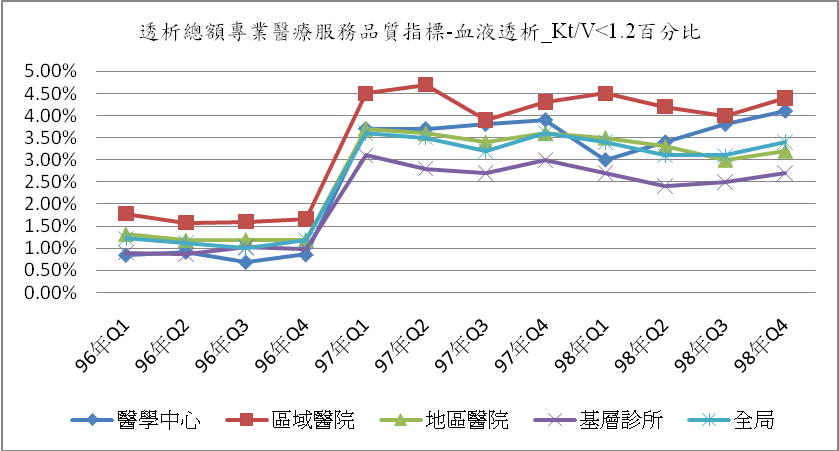 透析總額專業醫療服務品質指標-血液透析_Kt/V<1.2百分比
5.00%
4.50%
4.00%
3.50%
3.00%
2.50%
2.00%
1.50%
1.00%
0.50%
0.00%
96年Q1
96年Q2
96年Q3
96年Q4
97年Q1
97年Q2
97年Q3
97年Q4
98年Q1
98年Q2
98年Q3
98年Q4
醫學中心 區域醫院 地區醫院 基層診所 全局